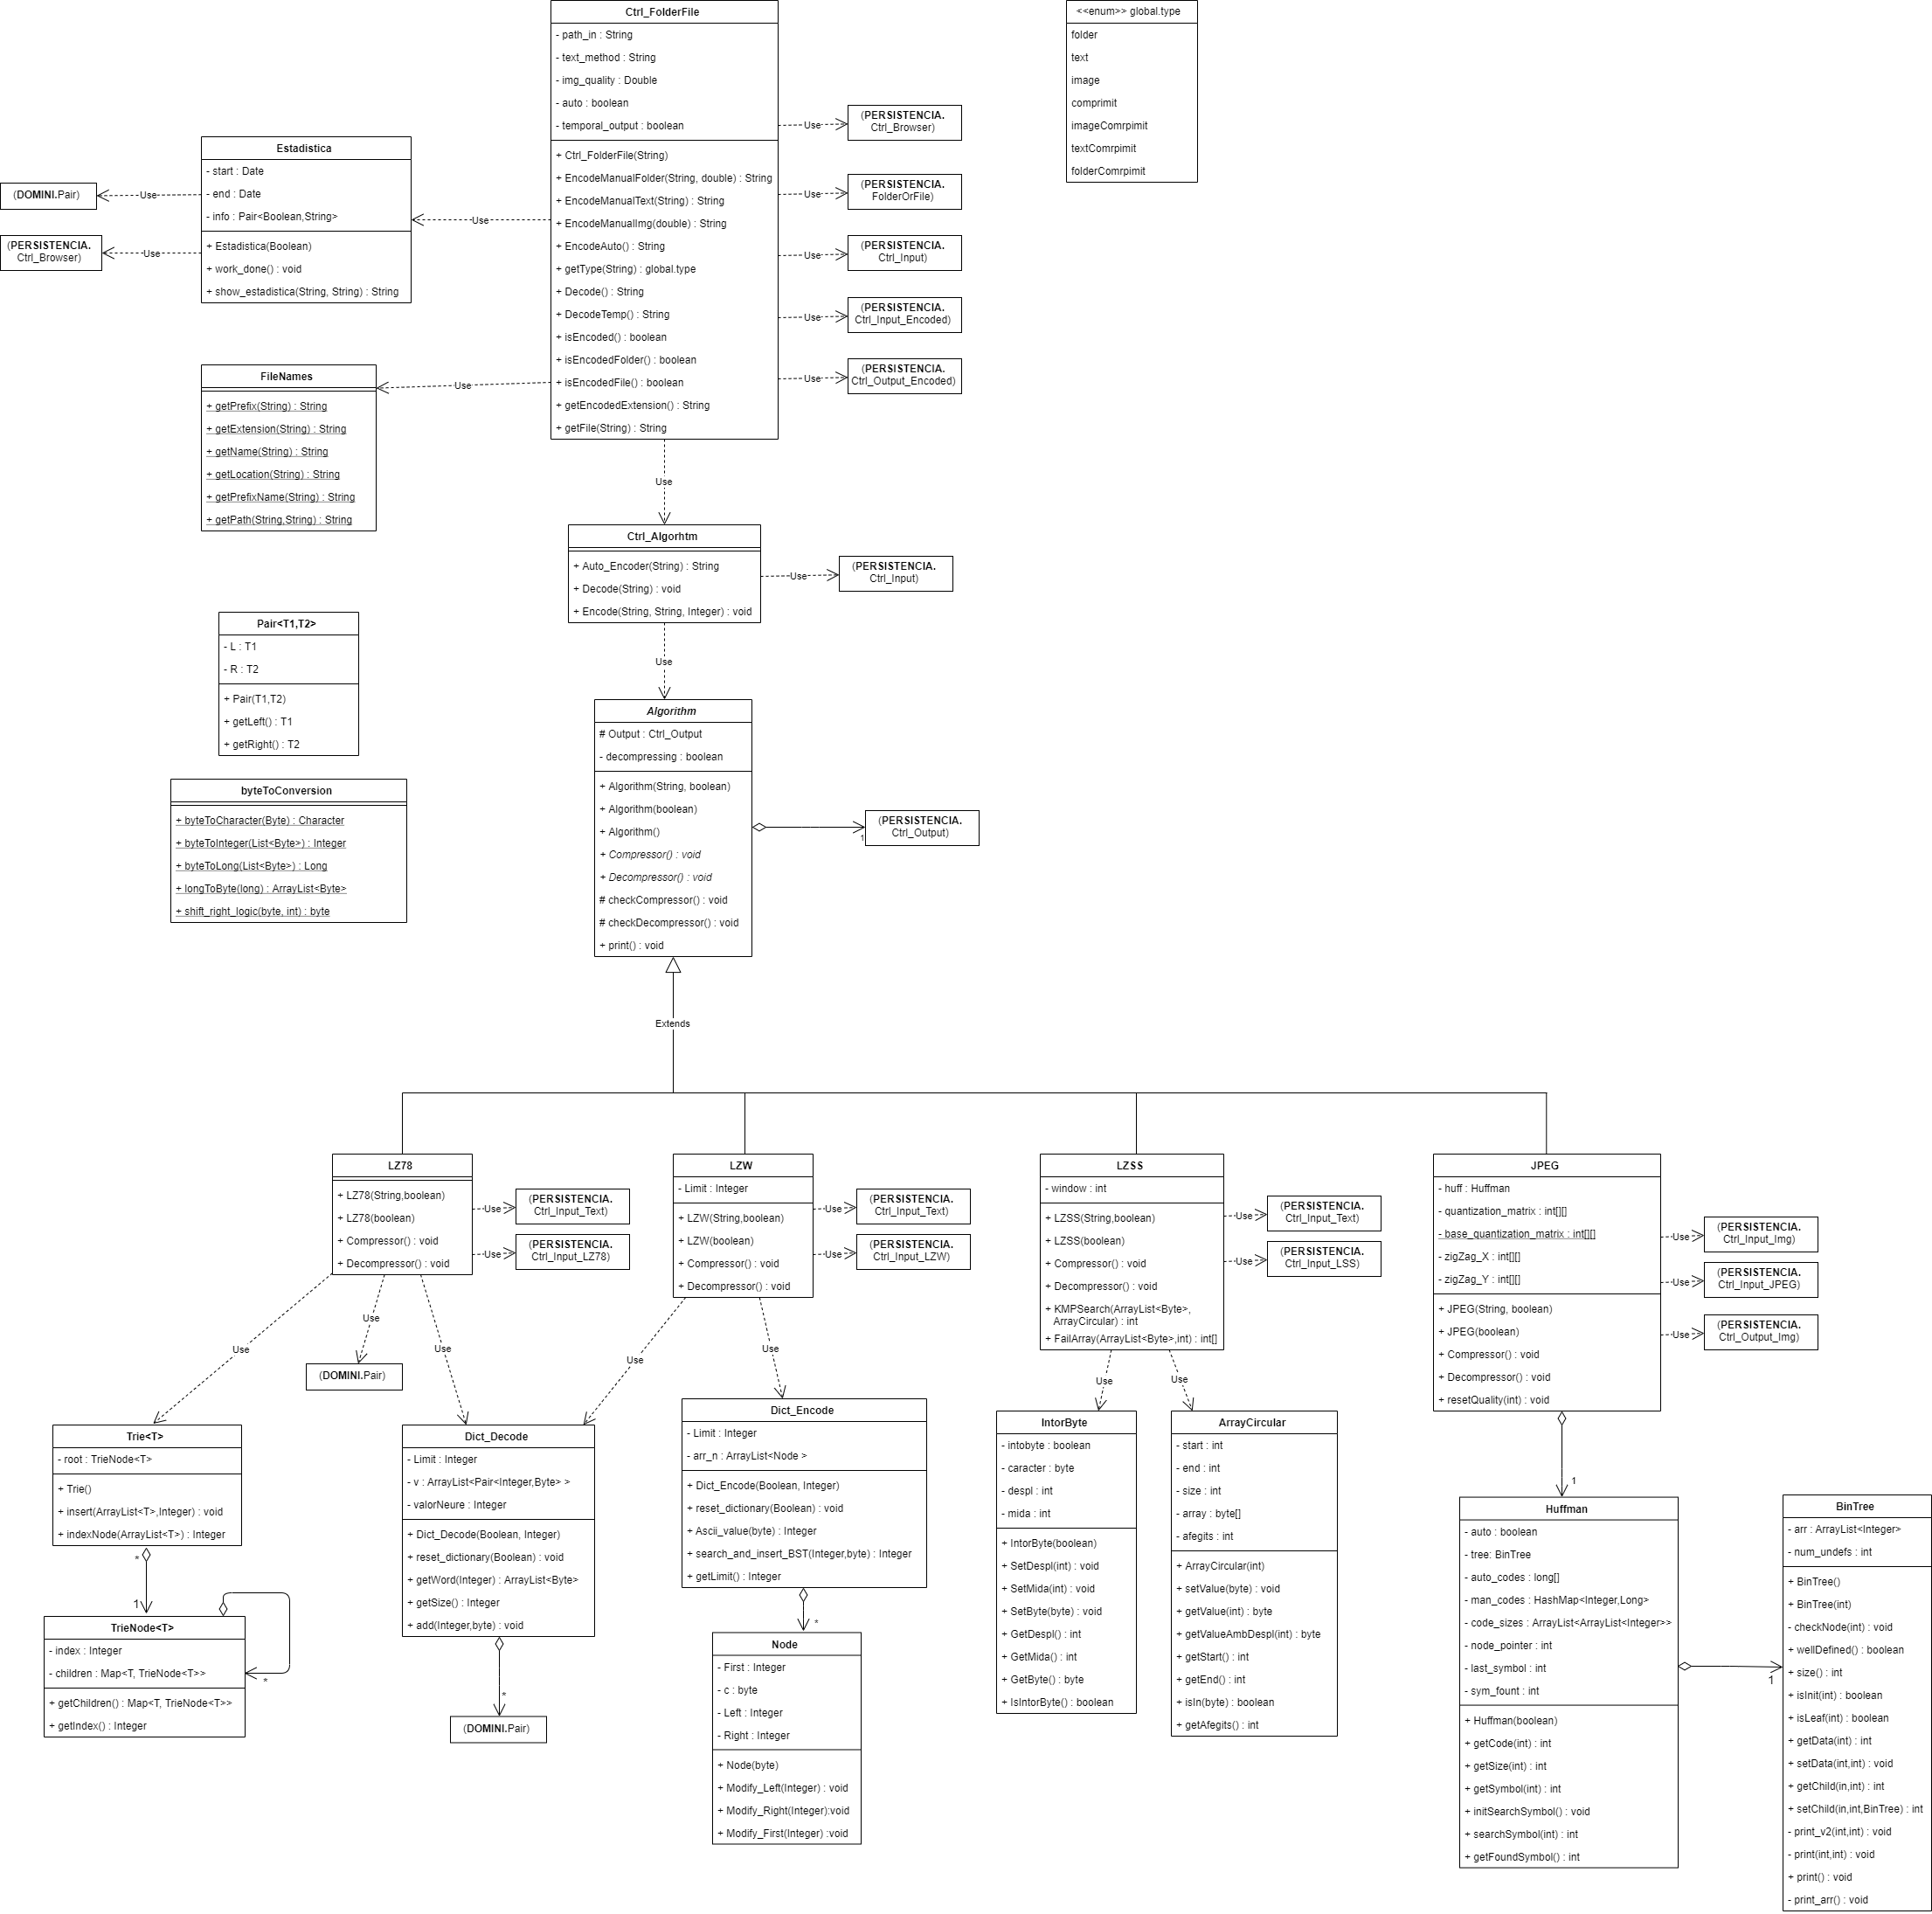 Ctrl_FolderFile
- path_in : String
- text_method : String
- img_quality : Double
- auto : boolean
- temporal_output : boolean
+ Ctrl_FolderFile(String)
+ EncodeManualFolder(String, double) : String
+ EncodeManualText(String) : String
+ EncodeManualImg(double) : String
+ EncodeAuto() : String
+ getType(String) : global.type
+ Decode() : String
+ DecodeTemp() : String
+ isEncoded() : boolean
+ isEncodedFolder() : boolean
+ isEncodedFile() : boolean
+ getEncodedExtension() : String
+ getFile(String) : String
<<enum>> global.type
folder
text
image
comprimit
imageComrpimit
textComrpimit
folderComrpimit
Use
(PERSISTENCIA.
Ctrl_Browser)
Use
(PERSISTENCIA.
FolderOrFile)
Use
(PERSISTENCIA.
Ctrl_Input)
Use
(PERSISTENCIA.
Ctrl_Input_Encoded)
Use
(PERSISTENCIA.
Ctrl_Output_Encoded)
Use
Estadistica
- start : Date
- end : Date
- info : Pair<Boolean,String>
+ Estadistica(Boolean)
+ work_done() : void
+ show_estadistica(String, String) : String
Use
(DOMINI.Pair)
Use
(PERSISTENCIA.
Ctrl_Browser)
Use
FileNames
+ getPrefix(String) : String
+ getExtension(String) : String
+ getName(String) : String
+ getLocation(String) : String
+ getPrefixName(String) : String
+ getPath(String,String) : String
Use
Ctrl_Algorhtm
+ Auto_Encoder(String) : String
+ Decode(String) : void
+ Encode(String, String, Integer) : void
Use
(PERSISTENCIA.
Ctrl_Input)
Use
Pair<T1,T2>
- L : T1
- R : T2
+ Pair(T1,T2)
+ getLeft() : T1
+ getRight() : T2
byteToConversion
+ byteToCharacter(Byte) : Character
+ byteToInteger(List<Byte>) : Integer
+ byteToLong(List<Byte>) : Long
+ longToByte(long) : ArrayList<Byte>
+ shift_right_logic(byte, int) : byte
Algorithm
# Output : Ctrl_Output
- decompressing : boolean
+ Algorithm(String, boolean)
+ Algorithm(boolean)
+ Algorithm()
+ Compressor() : void
+ Decompressor() : void
# checkCompressor() : void
# checkDecompressor() : void
+ print() : void
1
(PERSISTENCIA.
Ctrl_Output)
Extends
LZ78
+ LZ78(String,boolean)
+ LZ78(boolean)
+ Compressor() : void
+ Decompressor() : void
Use
(PERSISTENCIA.
Ctrl_Input_Text)
Use
(PERSISTENCIA.
Ctrl_Input_LZ78)
LZW
- Limit : Integer
+ LZW(String,boolean)
+ LZW(boolean)
+ Compressor() : void
+ Decompressor() : void
Use
(PERSISTENCIA.
Ctrl_Input_Text)
Use
(PERSISTENCIA.
Ctrl_Input_LZW)
LZSS
- window : int
+ LZSS(String,boolean)
+ LZSS(boolean)
+ Compressor() : void
+ Decompressor() : void
+ KMPSearch(ArrayList<Byte>,
ArrayCircular) : int
+ FailArray(ArrayList<Byte>,int) : int[]
Use
(PERSISTENCIA.
Ctrl_Input_Text)
Use
(PERSISTENCIA.
Ctrl_Input_LSS)
JPEG
- huff : Huffman
- quantization_matrix : int[][]
- base_quantization_matrix : int[][]
- zigZag_X : int[][]
- zigZag_Y : int[][]
+ JPEG(String, boolean)
+ JPEG(boolean)
+ Compressor() : void
+ Decompressor() : void
+ resetQuality(int) : void
Use
(PERSISTENCIA.
Ctrl_Input_Img)
Use
(PERSISTENCIA.
Ctrl_Input_JPEG)
Use
(PERSISTENCIA.
Ctrl_Output_Img)
Use
Use
Use
Use
Use
Use
Use
(DOMINI.Pair)
Trie<T>
- root : TrieNode<T>
+ Trie()
+ insert(ArrayList<T>,Integer) : void
+ indexNode(ArrayList<T>) : Integer
*
1
TrieNode<T>
- index : Integer
- children : Map<T, TrieNode<T>>
+ getChildren() : Map<T, TrieNode<T>>
+ getIndex() : Integer
*
Dict_Decode
- Limit : Integer
- v : ArrayList<Pair<Integer,Byte> >
- valorNeure : Integer
+ Dict_Decode(Boolean, Integer)
+ reset_dictionary(Boolean) : void
+ getWord(Integer) : ArrayList<Byte>
+ getSize() : Integer
+ add(Integer,byte) : void
*
(DOMINI.Pair)
Dict_Encode
- Limit : Integer
- arr_n : ArrayList<Node >
+ Dict_Encode(Boolean, Integer)
+ reset_dictionary(Boolean) : void
+ Ascii_value(byte) : Integer
+ search_and_insert_BST(Integer,byte) : Integer
+ getLimit() : Integer
*
Node
- First : Integer
- c : byte
- Left : Integer
- Right : Integer
+ Node(byte)
+ Modify_Left(Integer) : void
+ Modify_Right(Integer):void
+ Modify_First(Integer) :void
IntorByte
- intobyte : boolean
- caracter : byte
- despl : int
- mida : int
+ IntorByte(boolean)
+ SetDespl(int) : void
+ SetMida(int) : void
+ SetByte(byte) : void
+ GetDespl() : int
+ GetMida() : int
+ GetByte() : byte
+ IsIntorByte() : boolean
ArrayCircular
- start : int
- end : int
- size : int
- array : byte[]
- afegits : int
+ ArrayCircular(int)
+ setValue(byte) : void
+ getValue(int) : byte
+ getValueAmbDespl(int) : byte
+ getStart() : int
+ getEnd() : int
+ isIn(byte) : boolean
+ getAfegits() : int
1
Huffman
- auto : boolean
- tree: BinTree
- auto_codes : long[]
- man_codes : HashMap<Integer,Long>
- code_sizes : ArrayList<ArrayList<Integer>>
- node_pointer : int
- last_symbol : int
- sym_fount : int
+ Huffman(boolean)
+ getCode(int) : int
+ getSize(int) : int
+ getSymbol(int) : int
+ initSearchSymbol() : void
+ searchSymbol(int) : int
+ getFoundSymbol() : int
1
BinTree
- arr : ArrayList<Integer>
- num_undefs : int
+ BinTree()
+ BinTree(int)
- checkNode(int) : void
+ wellDefined() : boolean
+ size() : int
+ isInit(int) : boolean
+ isLeaf(int) : boolean
+ getData(int) : int
+ setData(int,int) : void
+ getChild(in,int) : int
+ setChild(in,int,BinTree) : int
- print_v2(int,int) : void
- print(int,int) : void
+ print() : void
- print_arr() : void